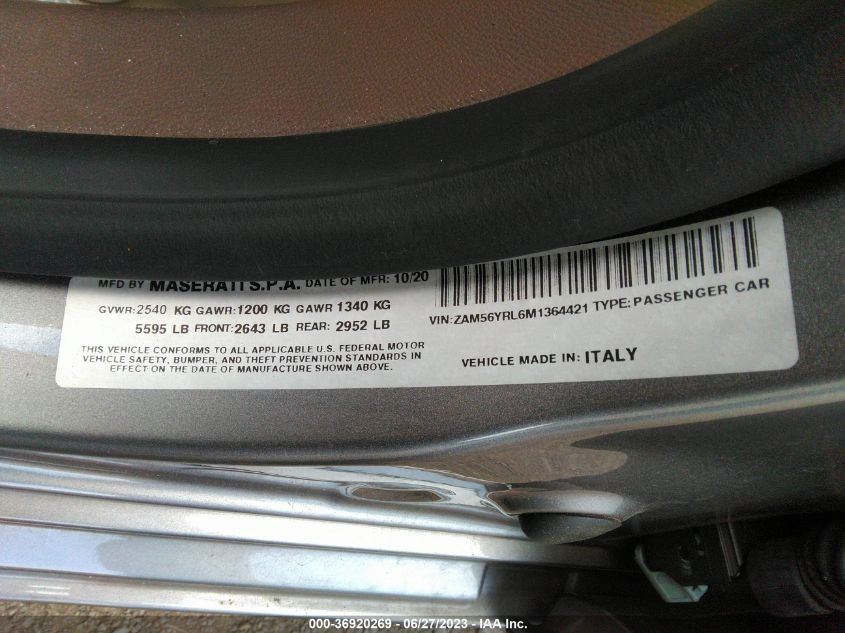 MFD BY MASERATI S.P.A. DATE OF MFR: 10/20
GVWR: 2540 KG GAWR: 1200 KG GAWR 1340 KG
5595 LB FRONT: 2643 LB REAR: 2952 LB
THIS VEHICLE CONFORMS TO ALL APPLICABLE U.S. FEDERAL MOTOR
VEHICLE SAFETY, BUMPER, AND THEFT PREVENTION STANDARDS IN
EFFECT ON THE DATE OF MANUFACTURE SHOWN ABOVE.
VIN: ZAM56YRL6M1364421 TYPE: PASSENGER CAR
VEHICLE MADE IN: ITALY
000-36920269 - 06/27/2023 - IAA Inc.